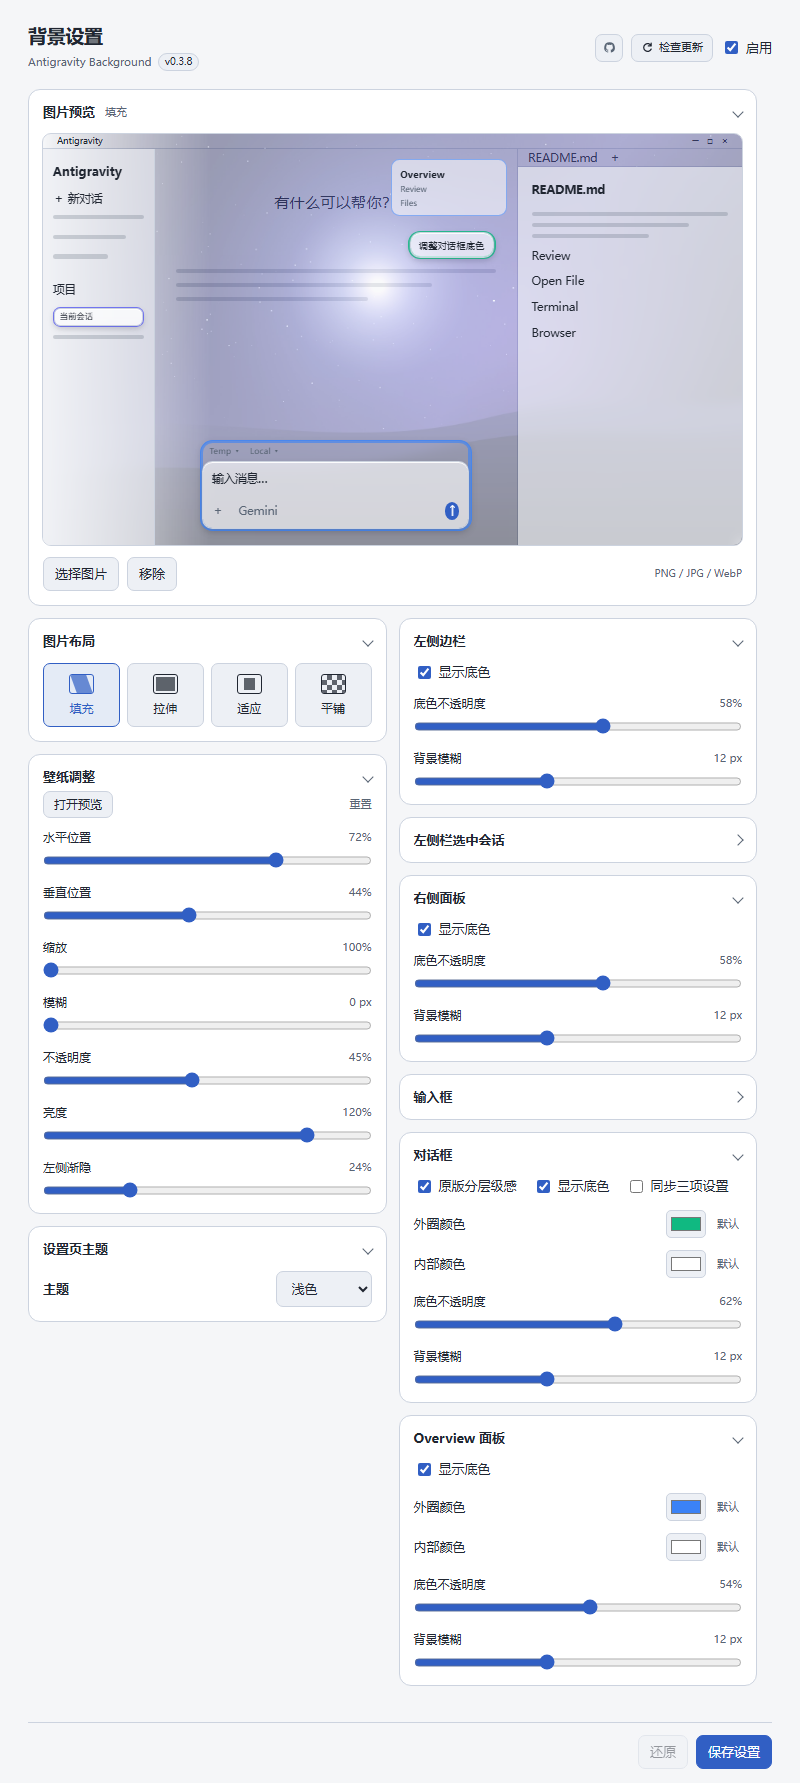 背景设置
Antigravity Background v0.3.8
检查更新
启用
图片预览 填充
Antigravity
Antigravity
+ 新对话
项目
当前会话
有什么可以帮你?
Overview
Review
Files
调整对话框底色
README.md +
README.md
Review
Open File
Terminal
Browser
Temp Local
输入消息...
+ Gemini
选择图片 移除
PNG / JPG / WebP
图片布局
填充 拉伸 适应 平铺
壁纸调整
打开预览 重置
水平位置 72%
垂直位置 44%
缩放 100%
模糊 0 px
不透明度 45%
亮度 120%
左侧渐隐 24%
设置页主题
主题 浅色
左侧边栏
显示底色
底色不透明度 58%
背景模糊 12 px
左侧栏选中会话
右侧面板
显示底色
底色不透明度 58%
背景模糊 12 px
输入框
对话框
原版分层级感 显示底色 同步三项设置
外圈颜色 默认
内部颜色 默认
底色不透明度 62%
背景模糊 12 px
Overview 面板
显示底色
外圈颜色 默认
内部颜色 默认
底色不透明度 54%
背景模糊 12 px
还原 保存设置